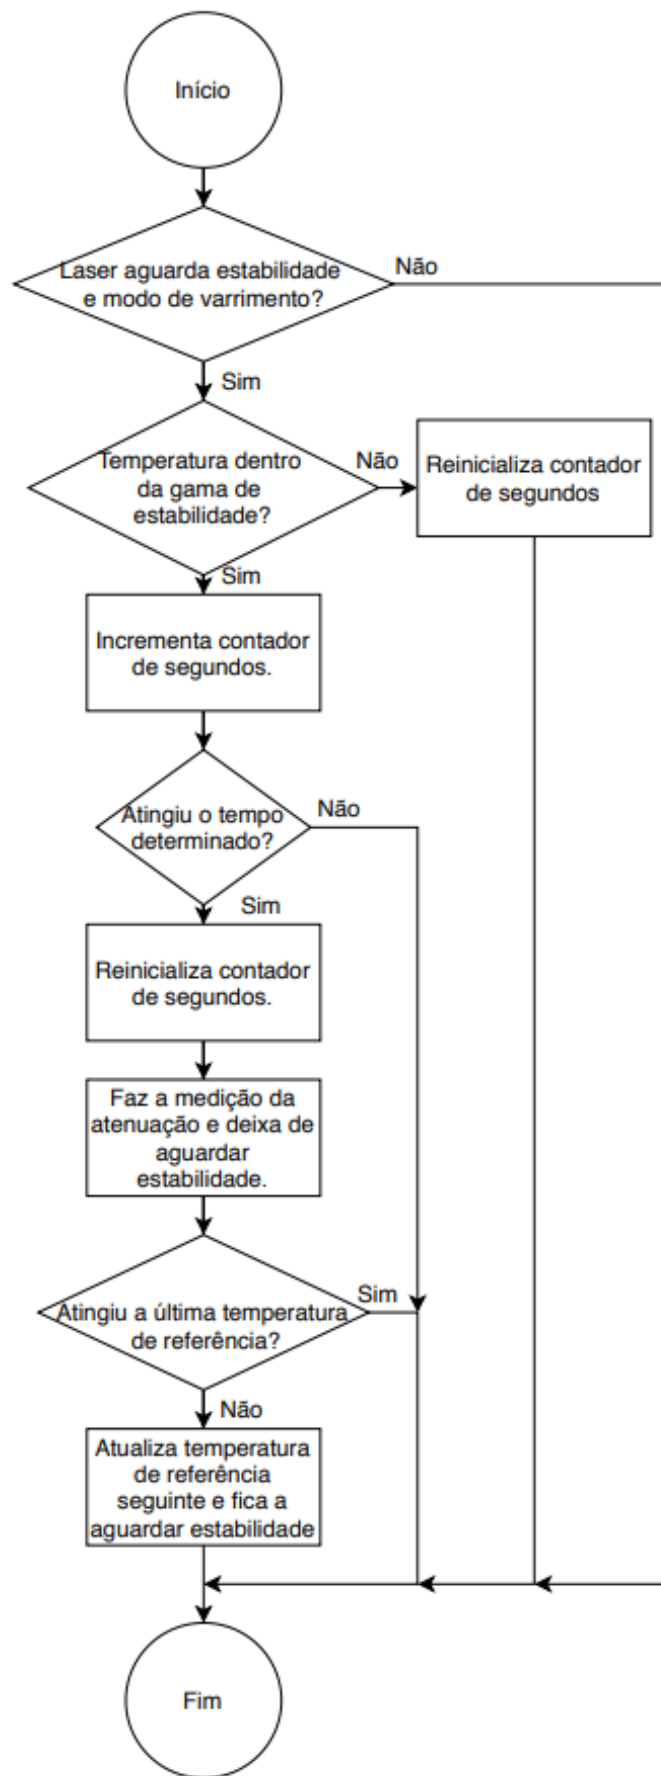 Início
Laser aguarda estabilidade
e modo de varrimento?
Não
Sim
Temperatura dentro
da gama de
estabilidade?
Não
Reinicializa contador
de segundos
Sim
Incrementa contador
de segundos.
Atingiu o tempo
determinado?
Não
Sim
Reinicializa contador
de segundos.
Faz a medição da
atenuação e deixa de
aguardar
estabilidade.
Atingiu a última temperatura
de referência?
Sim
Não
Atualiza temperatura
de referência
seguinte e fica a
aguardar estabilidade
Fim